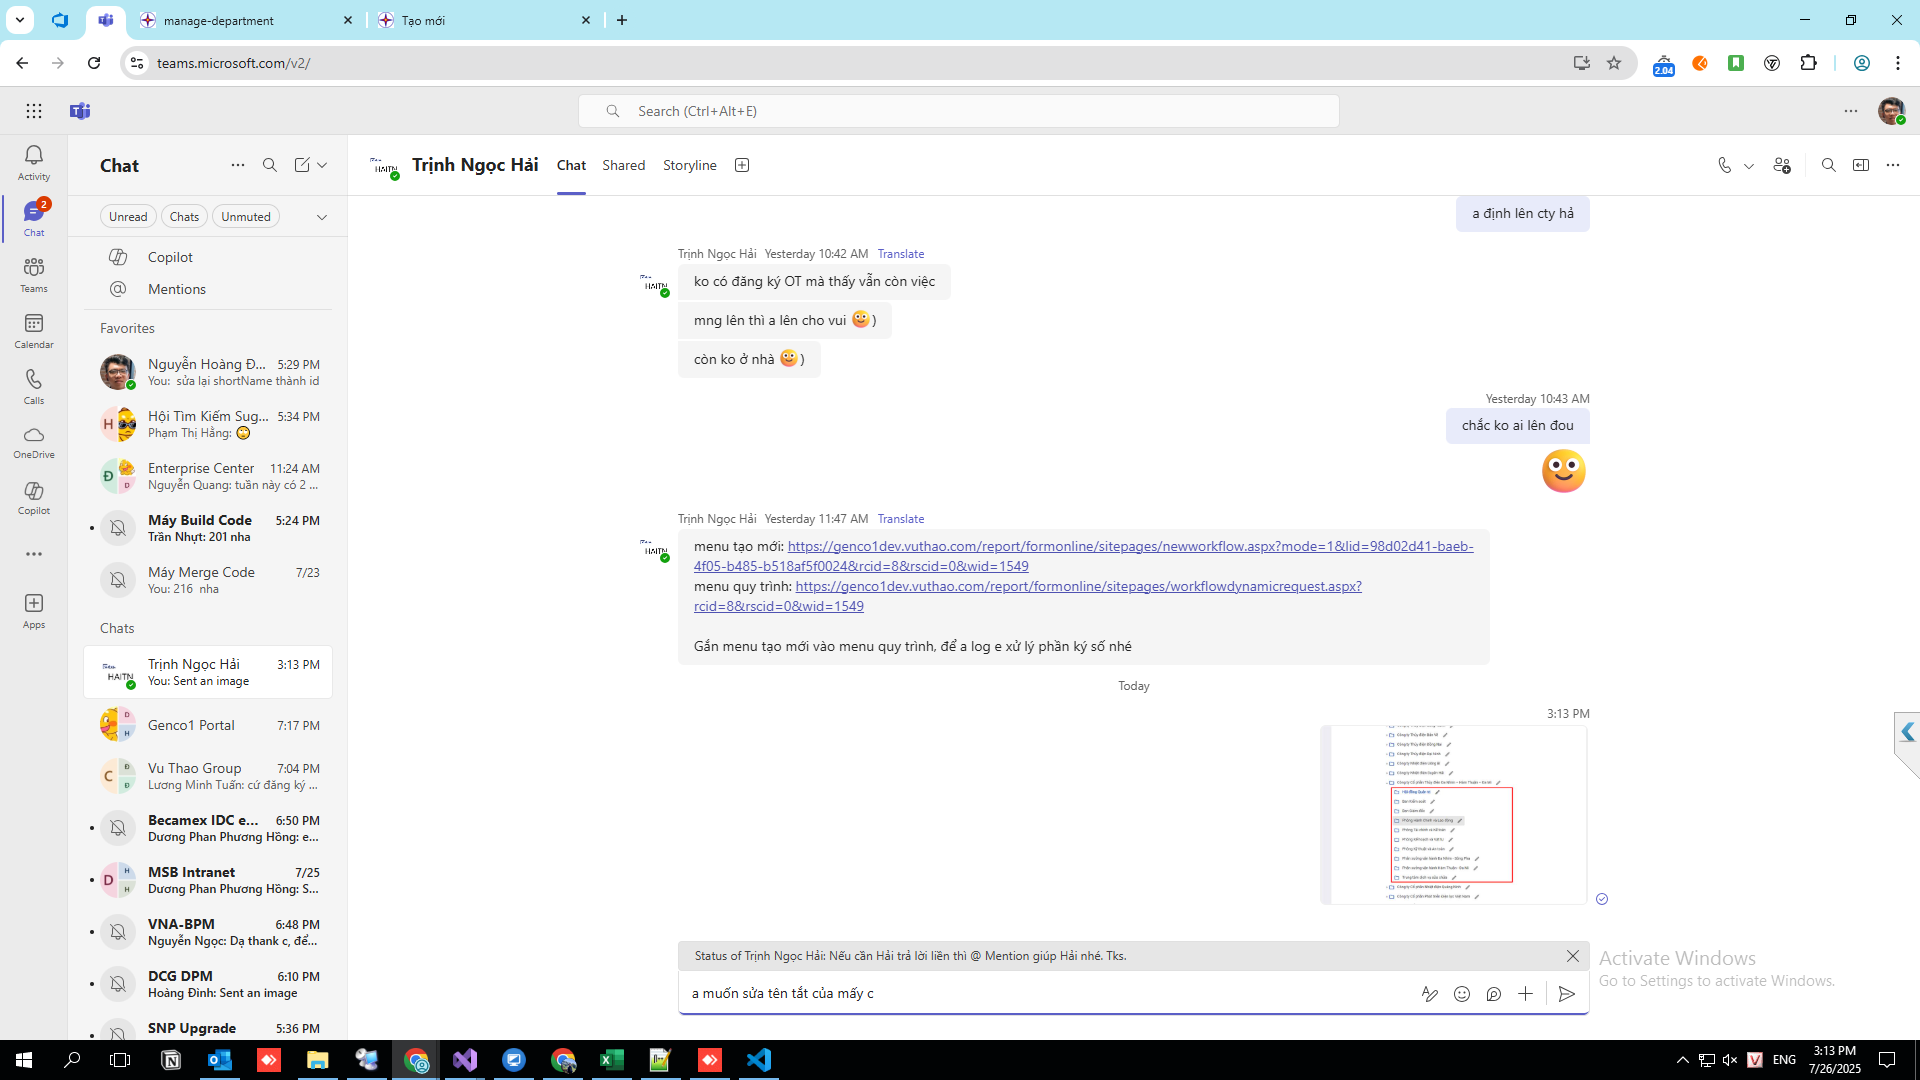 manage-department
Tạo mới
teams.microsoft.com/v2/
2.04
Search (Ctrl+Alt+E)
Activity
2
Chat
Teams
Calendar
Calls
OneDrive
Copilot
Apps
Chat
Unread
Chats
Unmuted
Copilot
Mentions
Favorites
Nguyễn Hoàng Đ... 5:29 PM
You: sửa lại shortName thành id
Hội Tìm Kiếm Sug... 5:34 PM
Phạm Thị Hằng:
Enterprise Center 11:24 AM
Nguyễn Quang: tuần này có 2 ...
Máy Build Code 5:24 PM
Trần Nhựt: 201 nha
Máy Merge Code 7/23
You: 216 nha
Chats
Trịnh Ngọc Hải 3:13 PM
You: Sent an image
Genco1 Portal 7:17 PM
Vu Thao Group 7:04 PM
Lương Minh Tuấn: cứ đăng ký ...
Becamex IDC e... 6:50 PM
Dương Phan Phương Hồng: e...
MSB Intranet 7/25
Dương Phan Phương Hồng: S...
VNA-BPM 6:48 PM
Nguyễn Ngọc: Dạ thank c, để...
DCG DPM 6:10 PM
Hoàng Đinh: Sent an image
SNP Upgrade 5:36 PM
HAITN
Trịnh Ngọc Hải
Chat
Shared
Storyline
a định lên cty hả
Trịnh Ngọc Hải Yesterday 10:42 AM Translate
ko có đăng ký OT mà thấy vẫn còn việc
mng lên thì a lên cho vui )
còn ko ở nhà )
Yesterday 10:43 AM
chắc ko ai lên đou
Trịnh Ngọc Hải Yesterday 11:47 AM Translate
menu tạo mới: https://genco1dev.vuthao.com/report/formonline/sitepages/newworkflow.aspx?mode=1&lid=98d02d41-baeb-
4f05-b485-b518af5f0024&rcid=8&rscid=0&wid=1549
menu quy trình: https://genco1dev.vuthao.com/report/formonline/sitepages/workflowdynamicrequest.aspx?
rcid=8&rscid=0&wid=1549
Gắn menu tạo mới vào menu quy trình, để a log e xử lý phần ký số nhé
Today
3:13 PM
Status of Trịnh Ngọc Hải: Nếu cần Hải trả lời liền thì @ Mention giúp Hải nhé. Tks.
a muốn sửa tên tắt của mấy c
Activate Windows
Go to Settings to activate Windows.
ENG
3:13 PM
7/26/2025